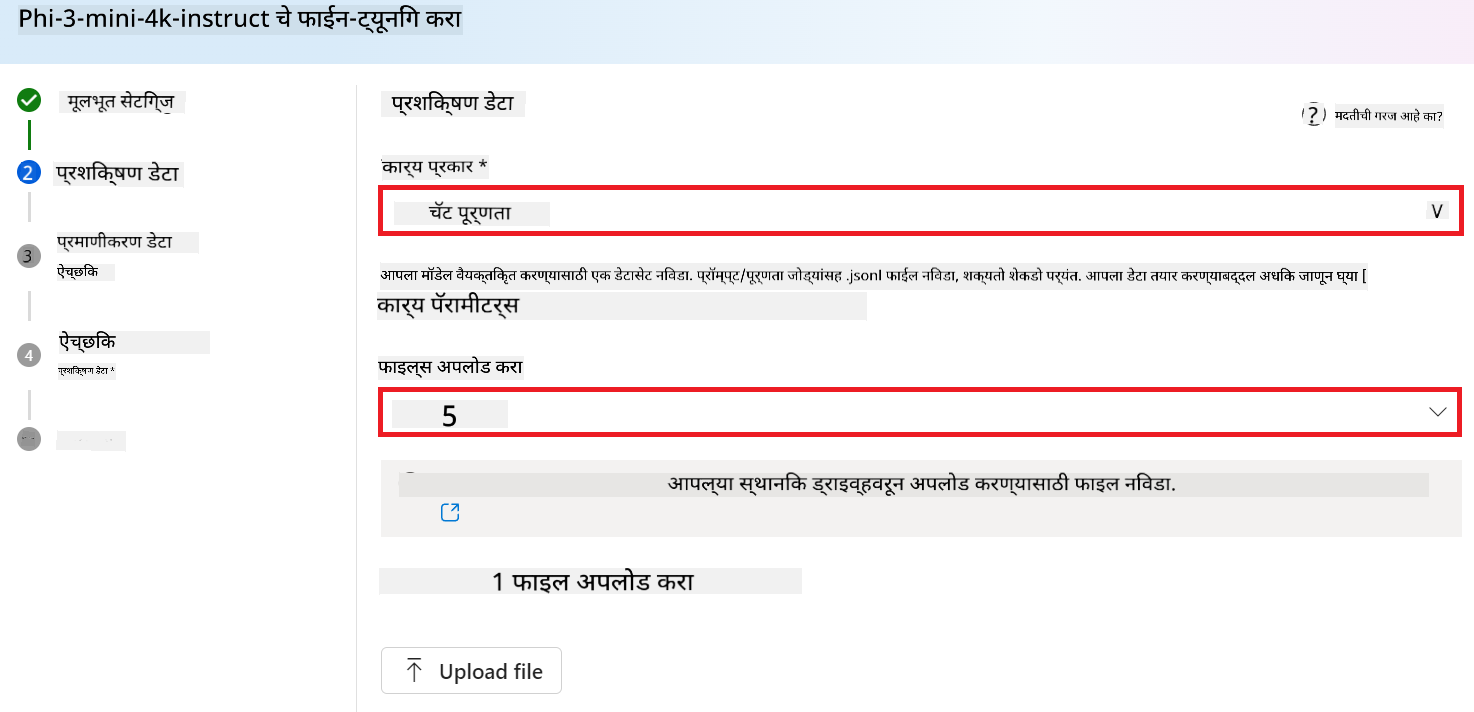 Phi-3-mini-4k-instruct चे फाईन-ट्यूनिंग करा
मूलभूत सेटिंग्ज
2 प्रशिक्षण डेटा
3 प्रमाणीकरण डेटा
ऐच्छिक
4 ऐच्छिक
प्रशिक्षण डेटा *
प्रशिक्षण डेटा
? मदतीची गरज आहे का?
कार्य प्रकार *
चॅट पूर्णता V
आपला मॉडेल वैयक्तिकृत करण्यासाठी एक डेटासेट निवडा. प्रॉम्प्ट/पूर्णता जोड्यांसह .jsonl फाईल निवडा, शक्यतो शेकडो पर्यंत. आपला डेटा तयार करण्याबद्दल अधिक जाणून घ्या [
कार्य पॅरामीटर्स
फाइल्स अपलोड करा
5
आपल्या स्थानिक ड्राइव्हवरून अपलोड करण्यासाठी फाइल निवडा.
1 फाइल अपलोड करा
Upload file